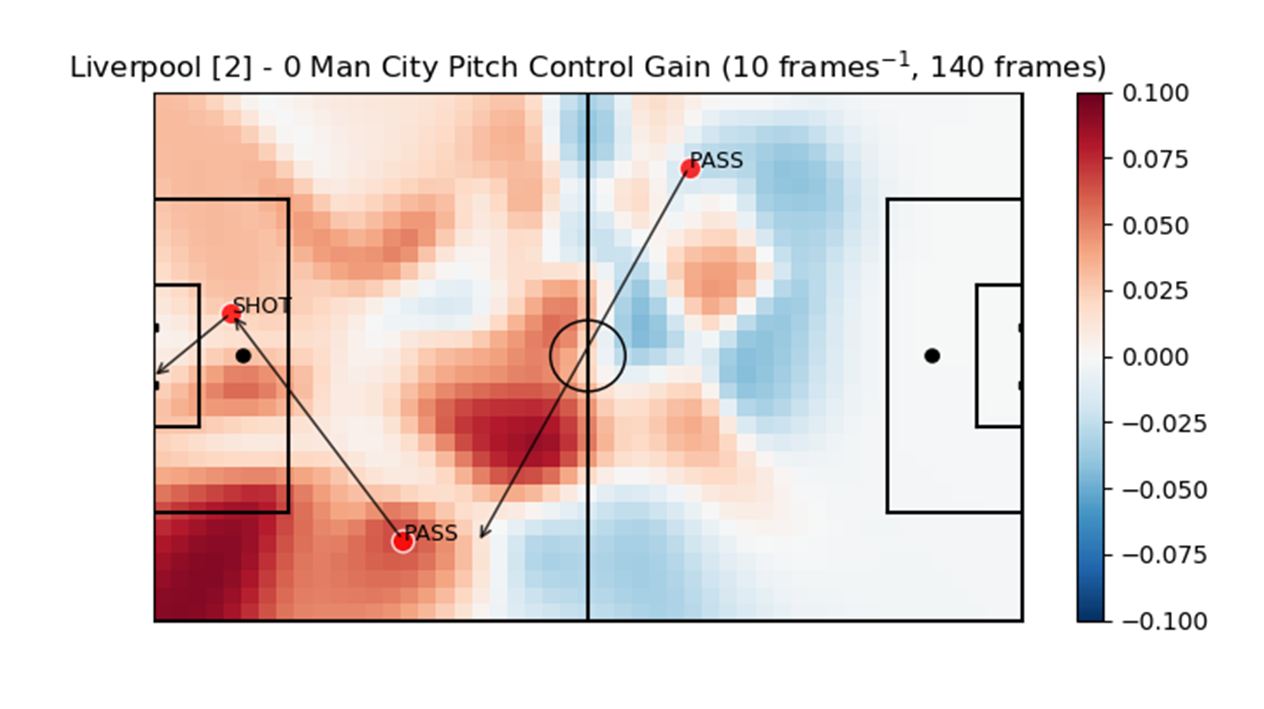 Liverpool [2] - 0 Man City Pitch Control Gain (10 frames⁻¹, 140 frames)
0.100
PASS
0.075
0.050
SHOT
0.025
0.000
−0.025
−0.050
PASS
−0.075
−0.100